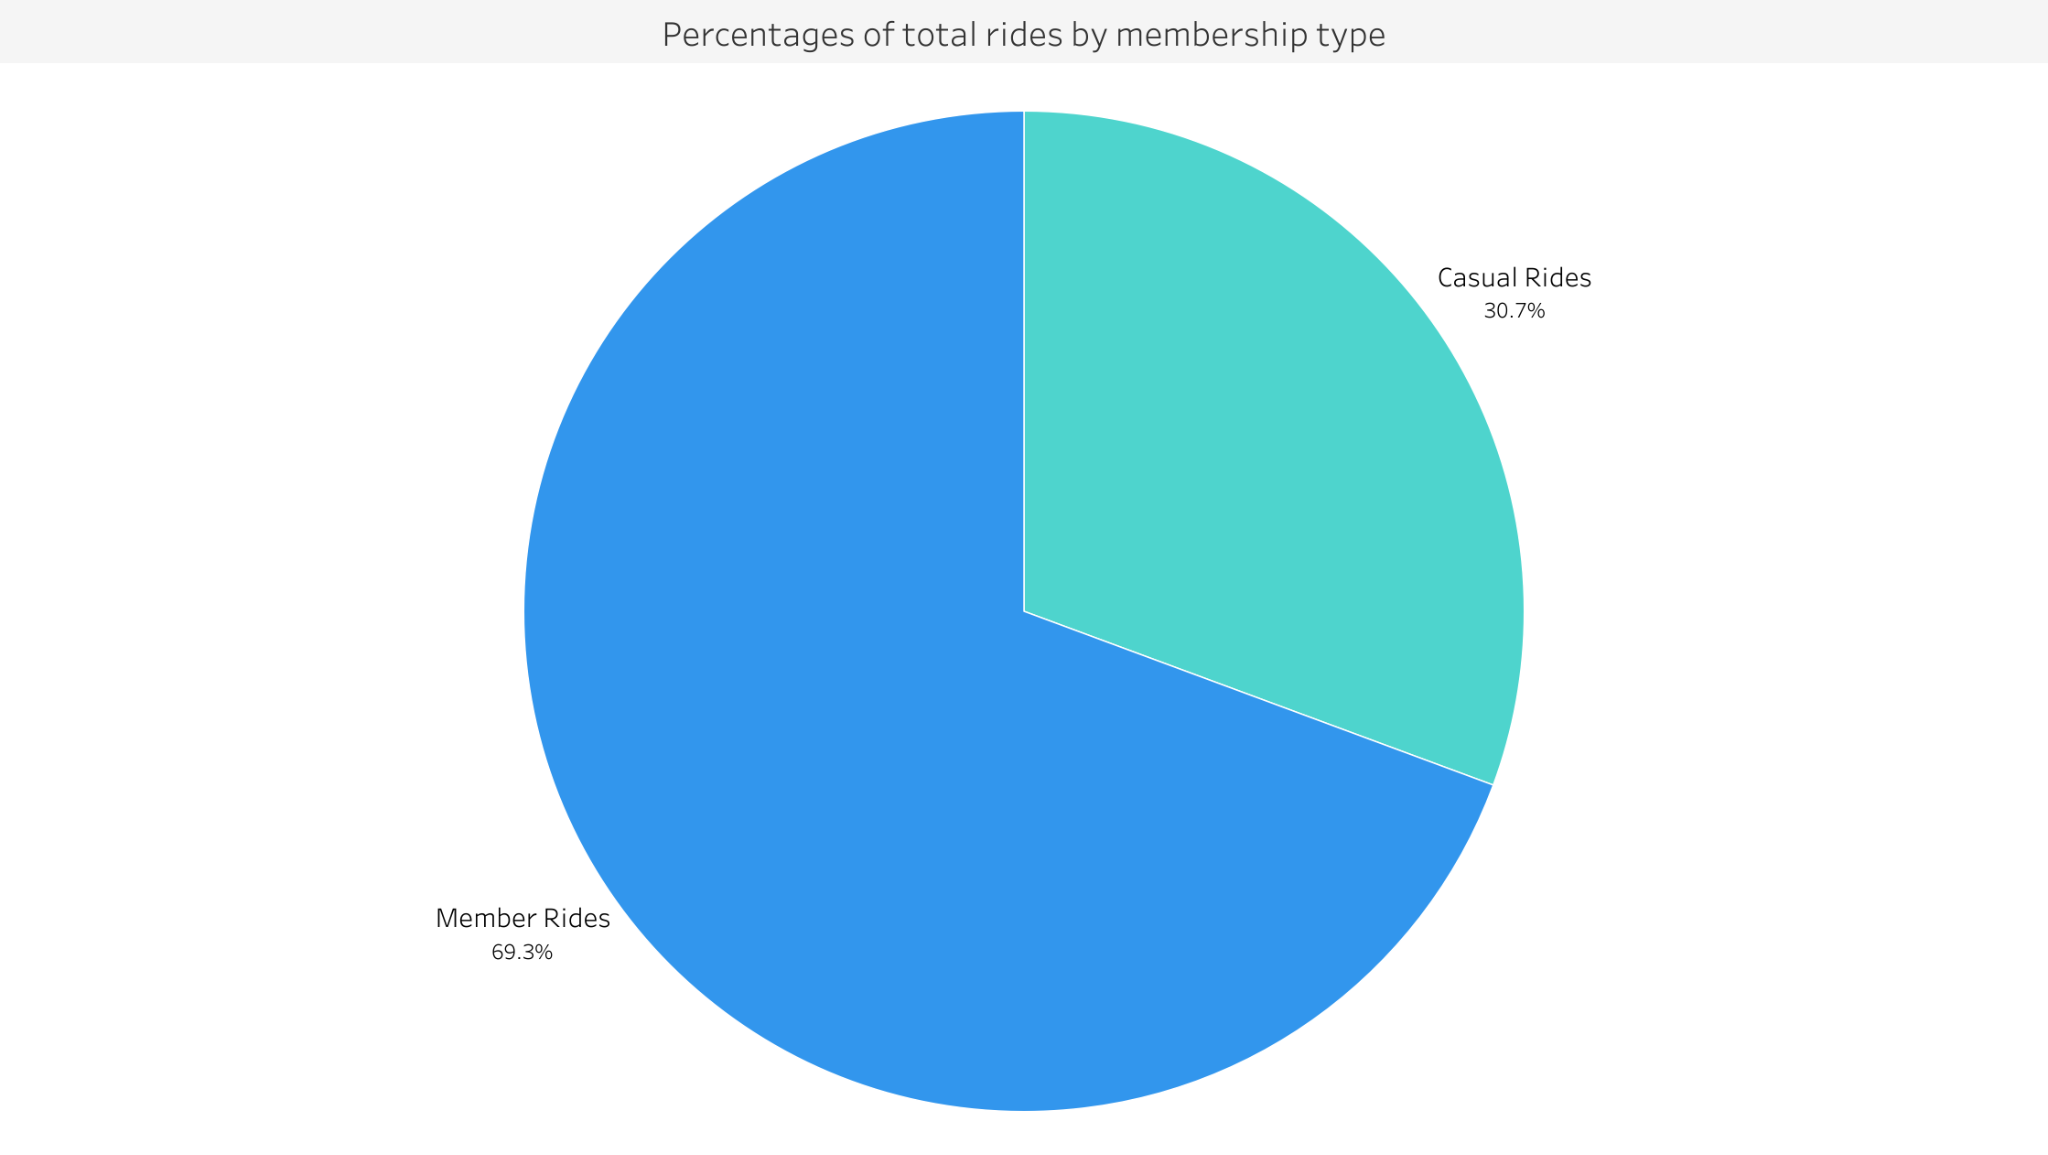 Percentages of total rides by membership type
Casual Rides
30.7%
Member Rides
69.3%